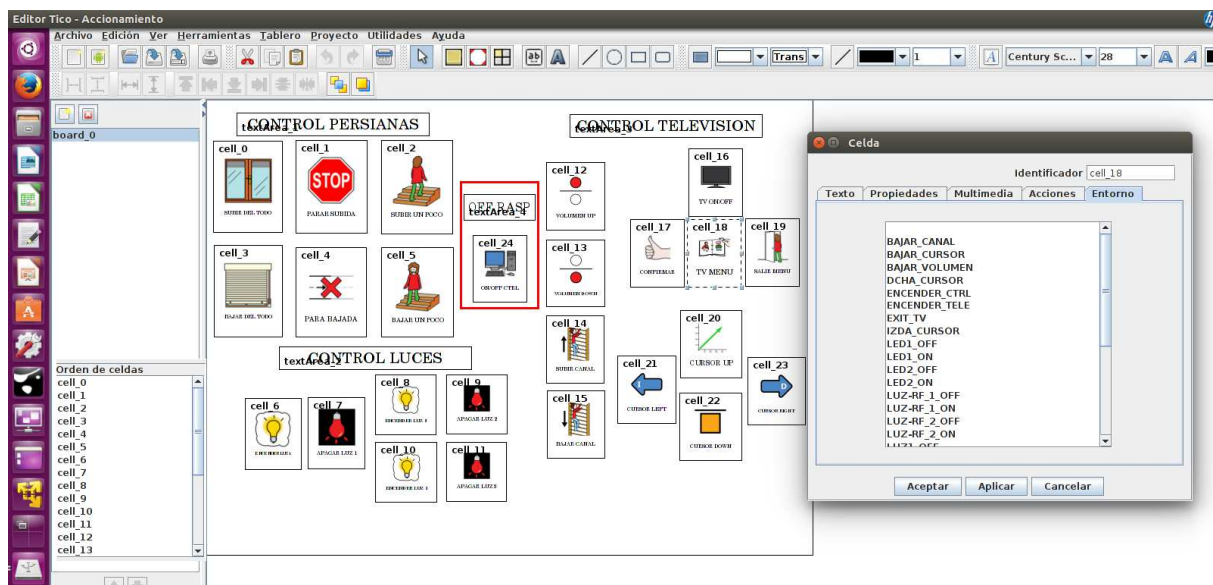 Editor Tico - Accionamiento
Archivo Edición Ver Herramientas Tablero Proyecto Utilidades Ayuda
Trans
1
Century Sc...
28
board_0
Orden de celdas
cell_0
cell_1
cell_2
cell_3
cell_4
cell_5
cell_6
cell_7
cell_8
cell_9
cell_10
cell_11
cell_12
cell_13
CONTROL PERSIANAS
textArea_1
cell_0
SUBIR DEL TODO
cell_1
STOP
PARAR SUBIDA
cell_2
SUBIR UN POCO
cell_3
BAJAR DEL TODO
cell_4
PARA BAJADA
cell_5
BAJAR UN POCO
OFF RASP
textArea_4
cell_24
ON/OFF CTRL
CONTROL LUCES
textArea_2
cell_6
cell_7
APAGAR LUZ 1
cell_8
cell_9
APAGAR LUZ 2
cell_10
cell_11
CONTROL TELEVISION
cell_12
VOLUMEN UP
cell_13
VOLUMEN DOWN
cell_14
SUBIR CANAL
cell_15
BAJAR CANAL
cell_16
TV ON/OFF
cell_17
CONFIRMAR
cell_18
TV MENU
cell_19
SALIR MENU
cell_20
CURSOR UP
cell_21
I
CURSOR LEFT
cell_22
CURSOR DOWN
cell_23
D
CURSOR RIGHT
Celda
Identificador cell_18
Texto Propiedades Multimedia Acciones Entorno
BAJAR_CANAL
BAJAR_CURSOR
BAJAR_VOLUMEN
DCHA_CURSOR
ENCENDER_CTRL
ENCENDER_TELE
EXIT_TV
IZDA_CURSOR
LED1_OFF
LED1_ON
LED2_OFF
LED2_ON
LUZ-RF_1_OFF
LUZ-RF_1_ON
LUZ-RF_2_OFF
LUZ-RF_2_ON
LUZ1_OFF
Aceptar Aplicar Cancelar